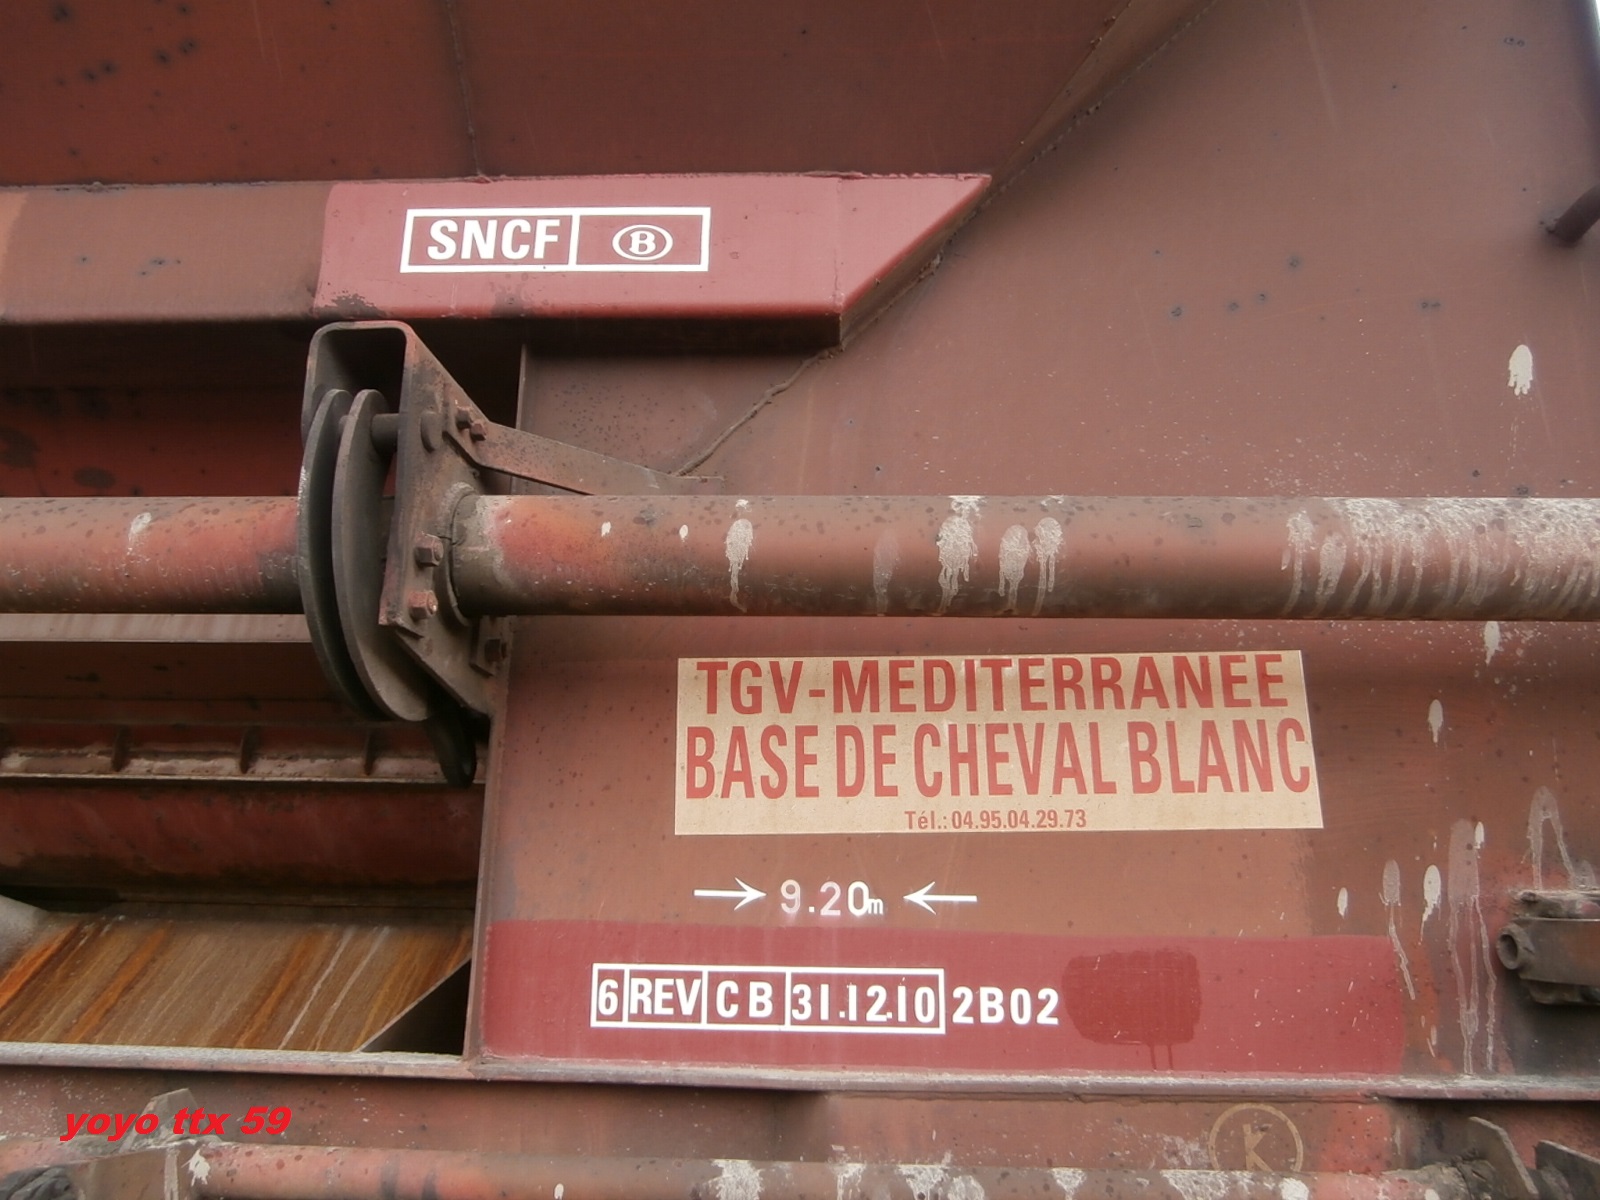 SNCF B
TGV-MEDITERRANEE
BASE DE CHEVAL BLANC
Tél.: 04.95.04.29.73
9.20m
6 REV CB 31.12.10 2B02
yoyo ttx 59
K